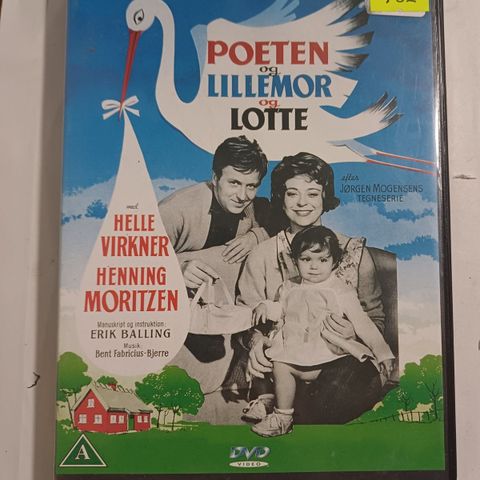 POETEN
og
LILLEMOR
og
LOTTE
efter
JØRGEN MOGENSENS
TEGNESERIE
med
HELLE
VIRKNER
HENNING
MORITZEN
Manuskript og instruktion:
ERIK BALLING
Musik:
Bent Fabricius-Bjerre
A
DVD
VIDEO